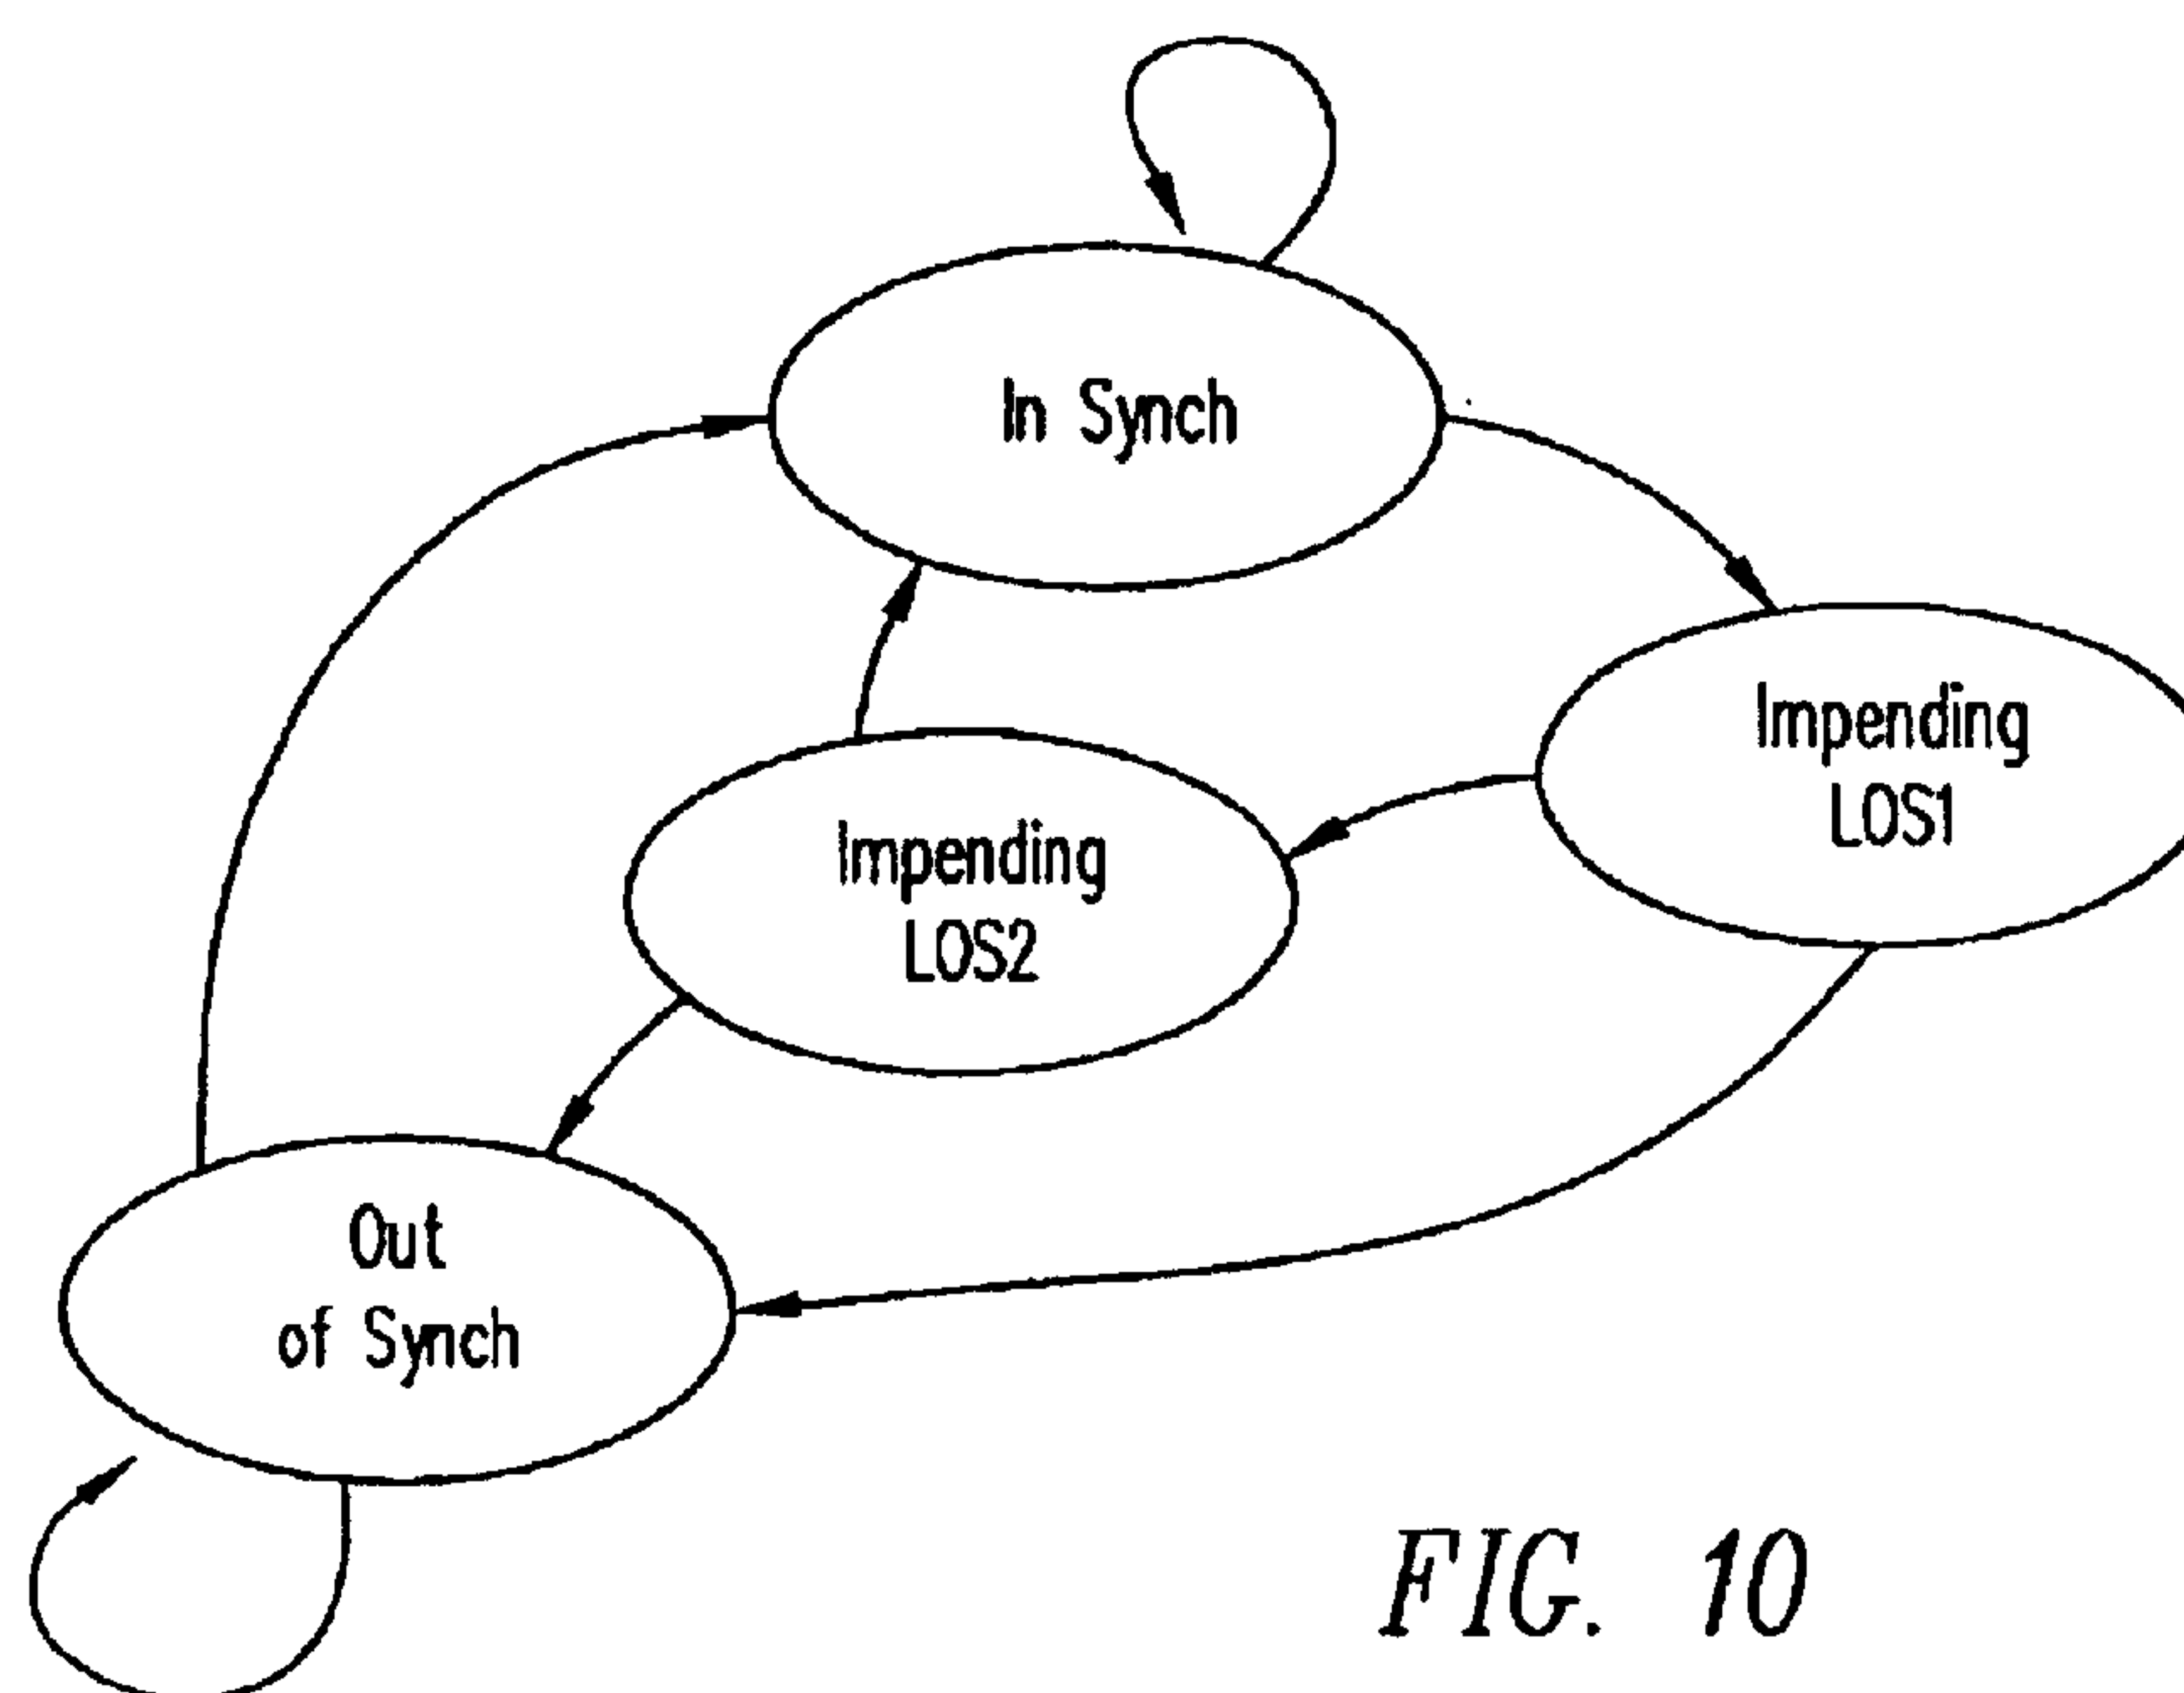 In Synch
Impending
LOS1
Impending
LOS2
Out
of Synch
FIG. 10